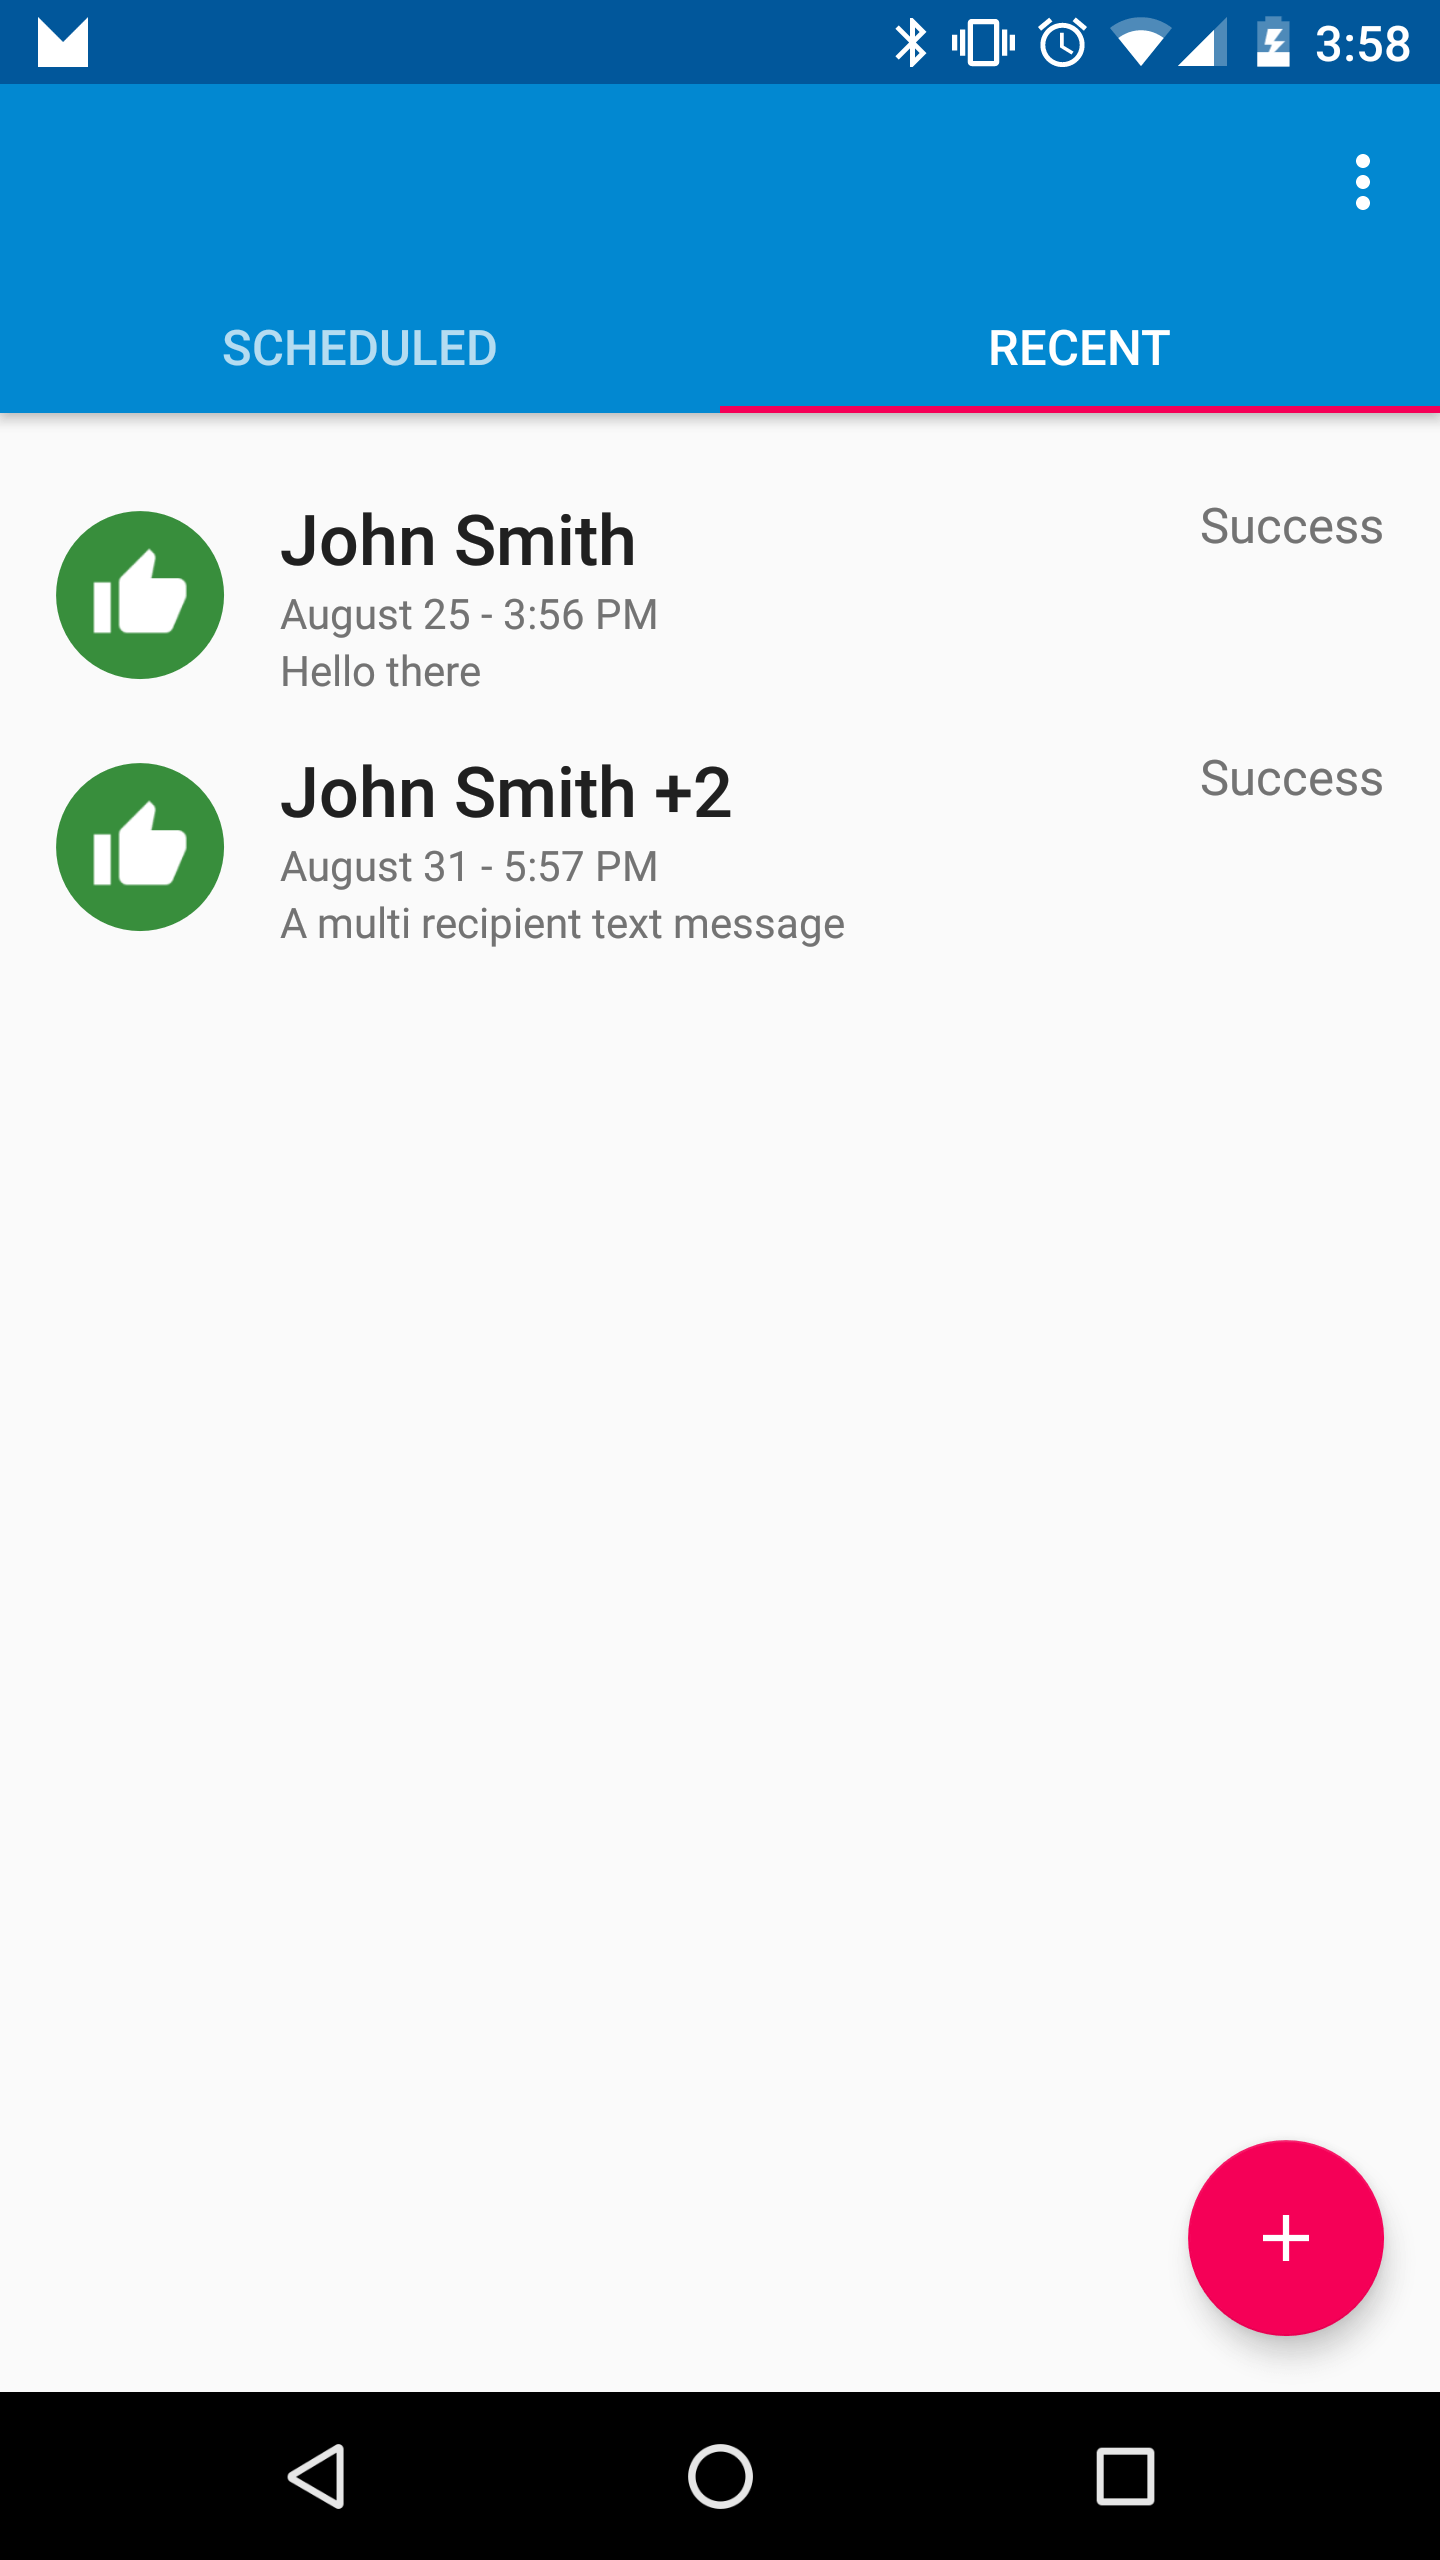 3:58
SCHEDULED
RECENT
John Smith
Success
August 25 - 3:56 PM
Hello there
John Smith +2
Success
August 31 - 5:57 PM
A multi recipient text message